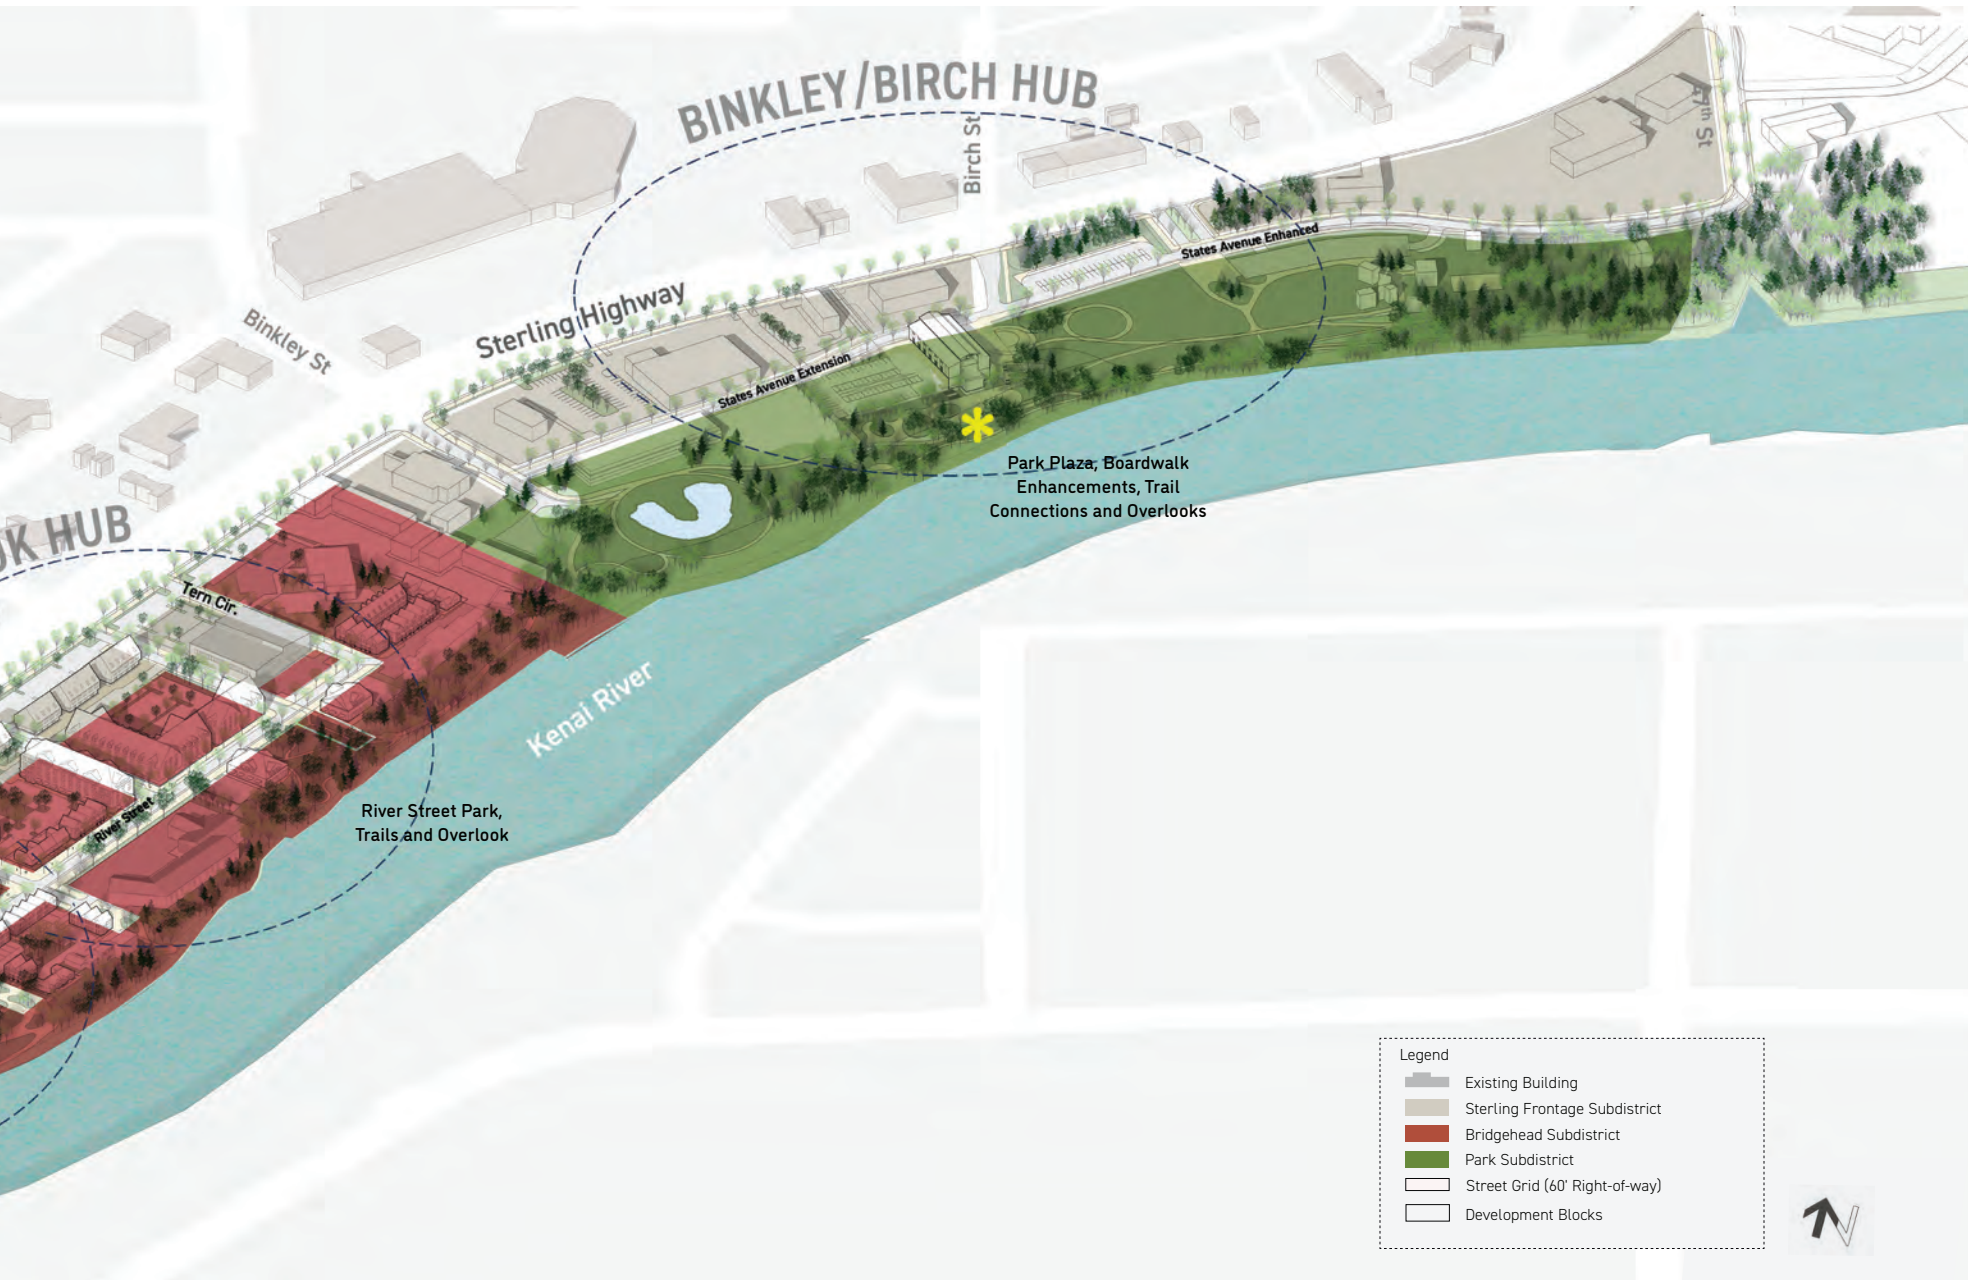 BINKLEY/BIRCH HUB
Birch St
47th St
States Avenue Enhanced
Sterling Highway
Binkley St
States Avenue Extension
Park Plaza, Boardwalk
Enhancements, Trail
Connections and Overlooks
HUB
Tern Cir.
Kenai River
River Street
River Street Park,
Trails and Overlook
Legend
Existing Building
Sterling Frontage Subdistrict
Bridgehead Subdistrict
Park Subdistrict
Street Grid (60' Right-of-way)
Development Blocks
N